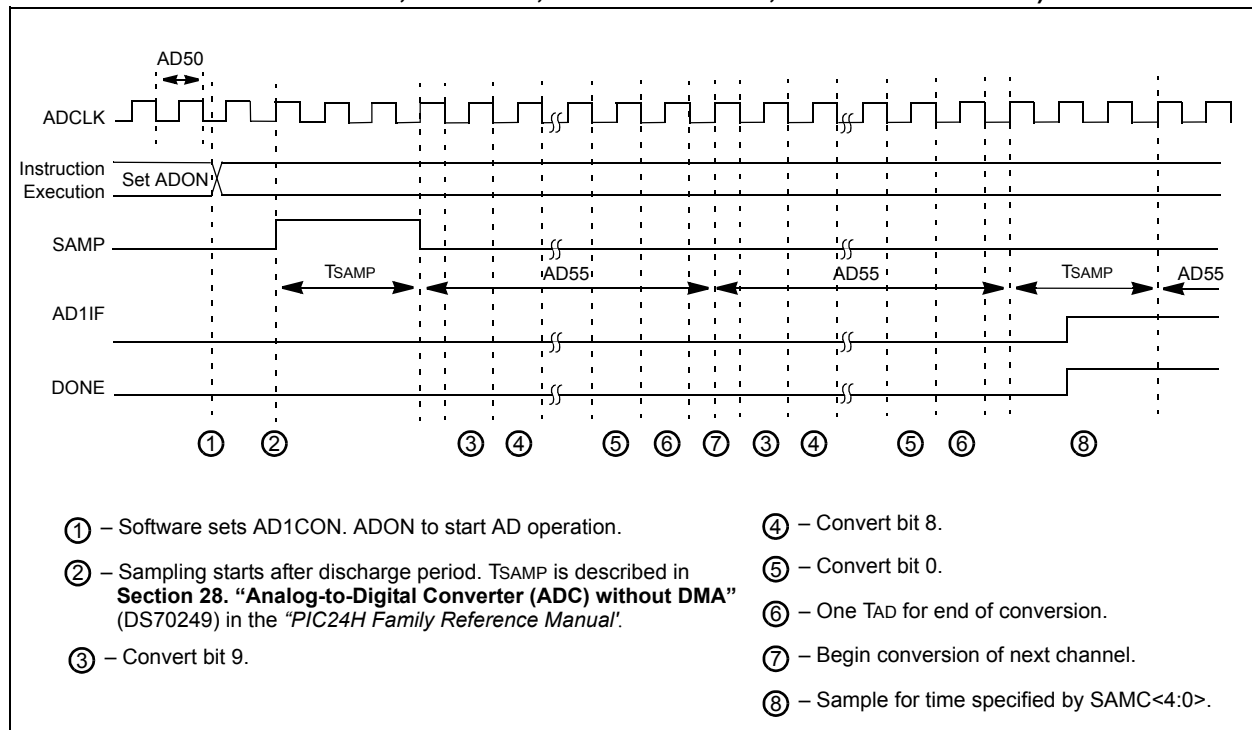 AD50
ADCLK
Instruction
Execution
Set ADON
SAMP
TSAMP
AD55
AD55
TSAMP
AD55
AD1IF
DONE
1 2 3 4 5 6 7 3 4 5 6 8
1 – Software sets AD1CON. ADON to start AD operation.
2 – Sampling starts after discharge period. TSAMP is described in
Section 28. “Analog-to-Digital Converter (ADC) without DMA”
(DS70249) in the “PIC24H Family Reference Manual'.
3 – Convert bit 9.
4 – Convert bit 8.
5 – Convert bit 0.
6 – One TAD for end of conversion.
7 – Begin conversion of next channel.
8 – Sample for time specified by SAMC<4:0>.